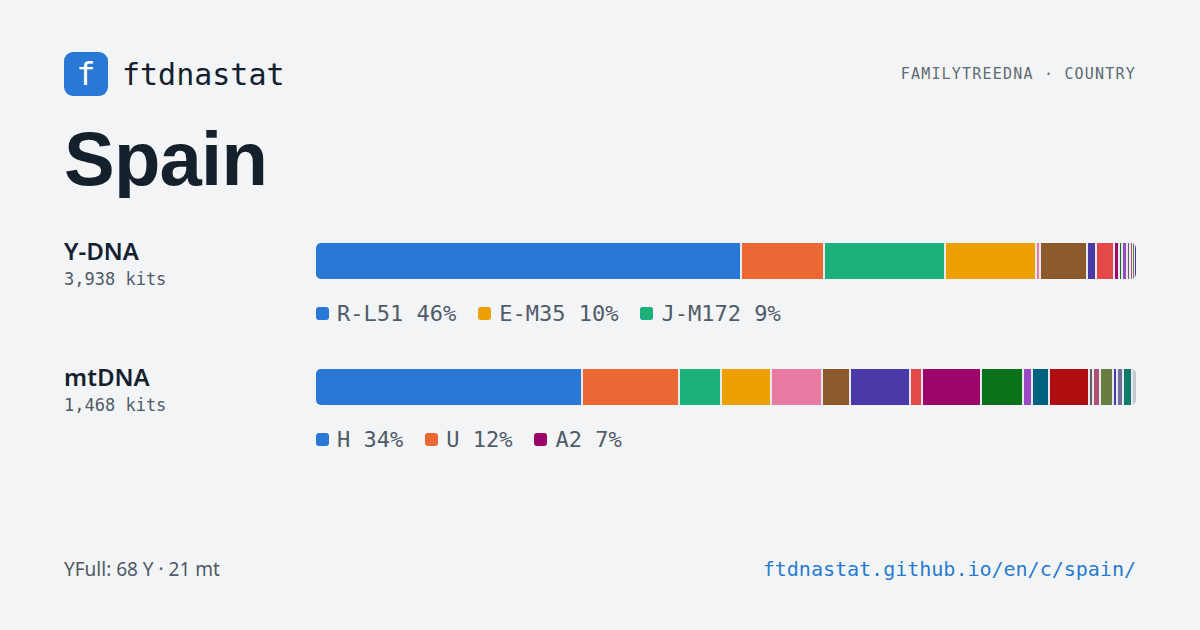 f ftdnastat
FAMILYTREEDNA · COUNTRY
Spain
Y-DNA
3,938 kits
R-L51 46% E-M35 10% J-M172 9%
mtDNA
1,468 kits
H 34% U 12% A2 7%
YFull: 68 Y · 21 mt
ftdnastat.github.io/en/c/spain/